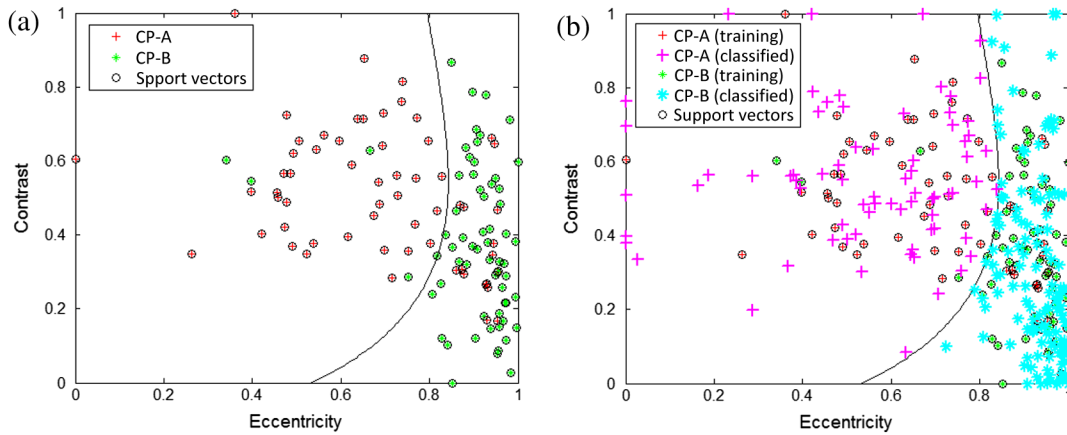 (a)
CP-A
CP-B
Spport vectors
Contrast
1
0.8
0.6
0.4
0.2
0
0 0.2 0.4 0.6 0.8 1
Eccentricity
(b)
CP-A (training)
CP-A (classified)
CP-B (training)
CP-B (classified)
Support vectors
Contrast
1
0.8
0.6
0.4
0.2
0
0 0.2 0.4 0.6 0.8 1
Eccentricity